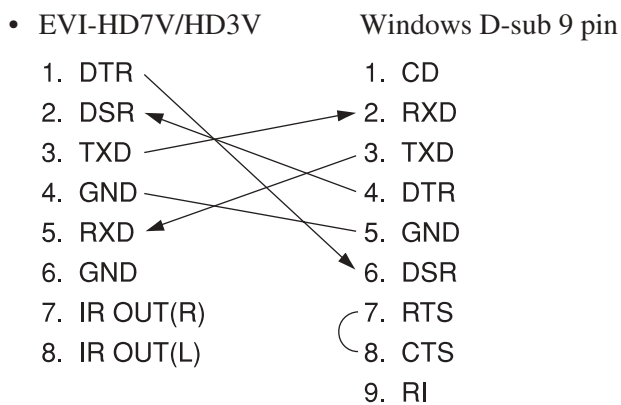 • EVI-HD7V/HD3V Windows D-sub 9 pin
1. DTR 1. CD
2. DSR 2. RXD
3. TXD 3. TXD
4. GND 4. DTR
5. RXD 5. GND
6. GND 6. DSR
7. IR OUT(R) 7. RTS
8. IR OUT(L) 8. CTS
9. RI